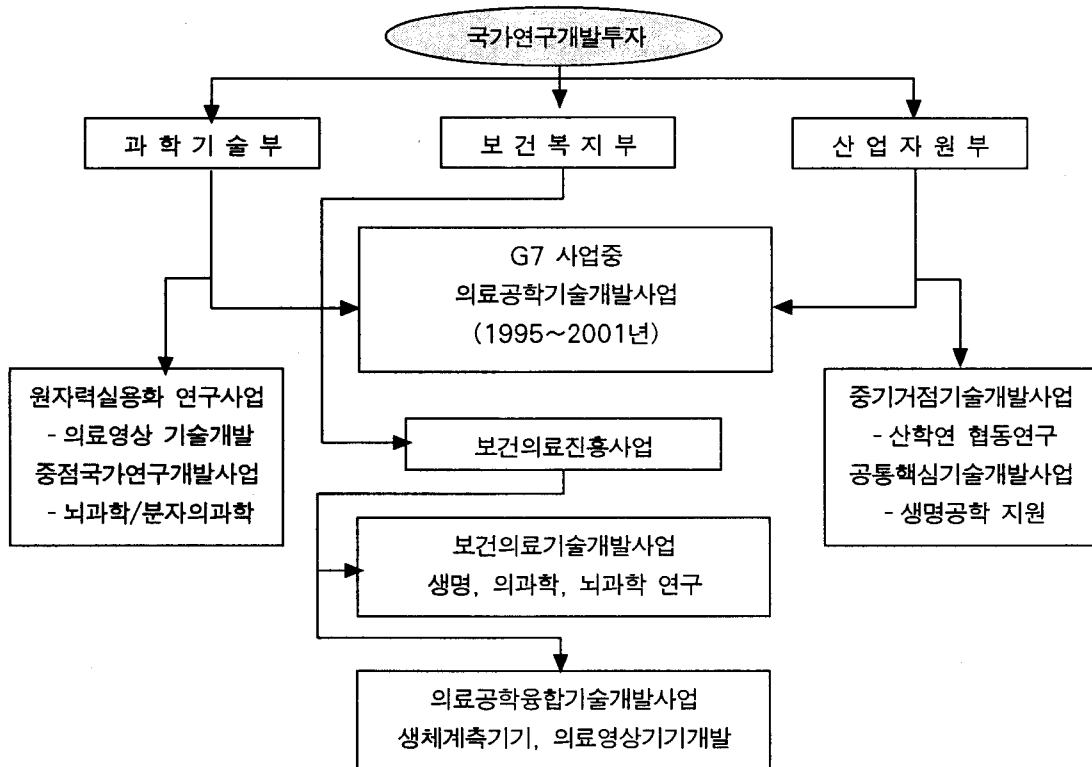 국가연구개발투자
과 학 기 술 부
보 건 복 지 부
산 업 자 원 부
G7 사업중
의료공학기술개발사업
(1995～2001년)
원자력실용화 연구사업
- 의료영상 기술개발
중점국가연구개발사업
- 뇌과학/분자의과학
중기거점기술개발사업
- 산학연 협동연구
공통핵심기술개발사업
- 생명공학 지원
보건의료진흥사업
보건의료기술개발사업
생명, 의과학, 뇌과학 연구
의료공학융합기술개발사업
생체계측기기, 의료영상기기개발